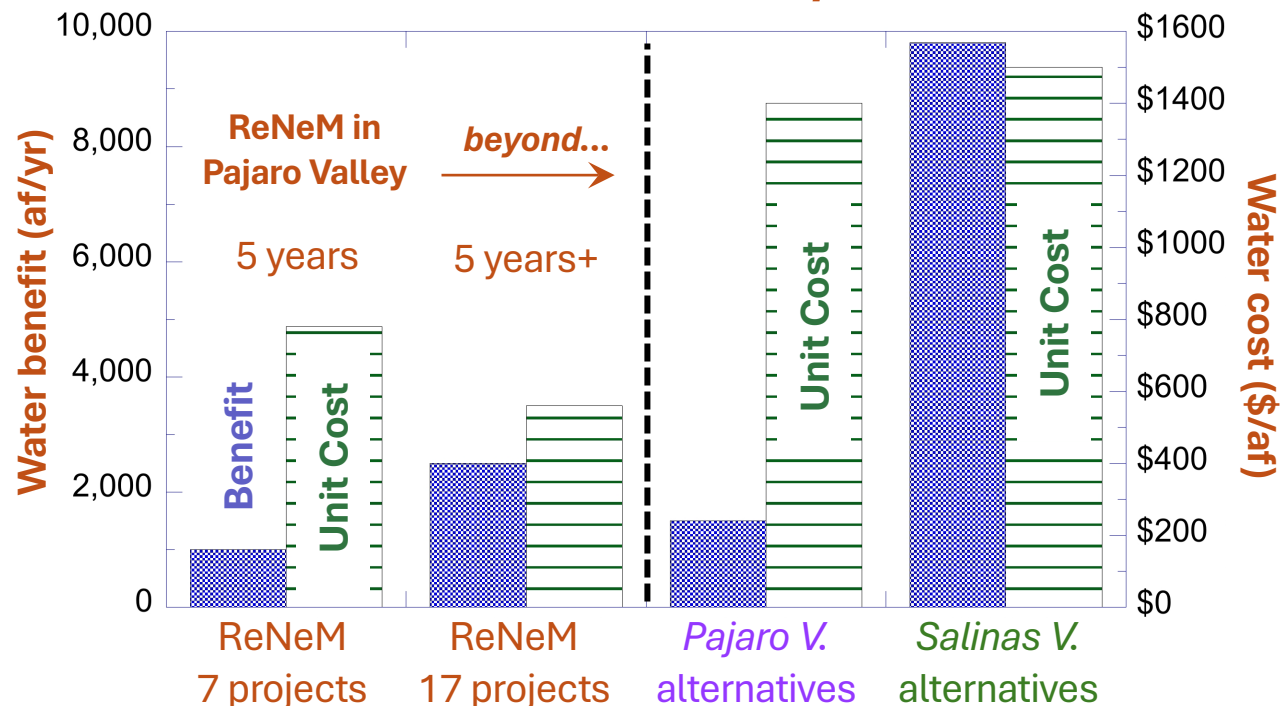 10,000
8,000
6,000
4,000
2,000
0
Water benefit (af/yr)
ReNeM in
Pajaro Valley
beyond...
5 years
5 years+
Benefit
Unit Cost
Unit Cost
Unit Cost
$1600
$1400
$1200
$1000
$800
$600
$400
$200
$0
Water cost ($/af)
ReNeM
7 projects
ReNeM
17 projects
Pajaro V.
alternatives
Salinas V.
alternatives